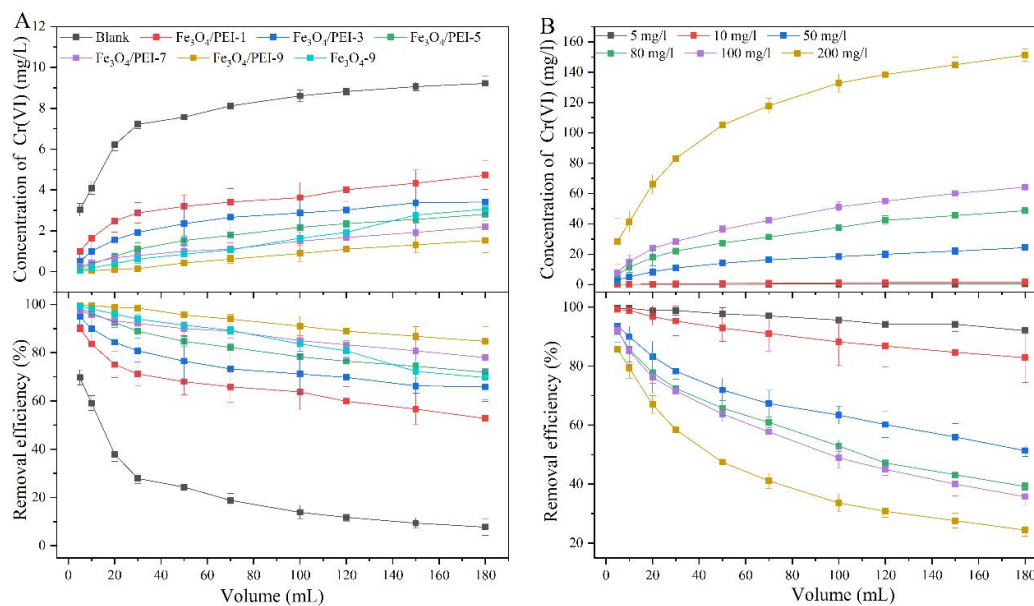 A
Blank
Fe₃O₄/PEI-1
Fe₃O₄/PEI-3
Fe₃O₄/PEI-5
Fe₃O₄/PEI-7
Fe₃O₄/PEI-9
Fe₃O₄-9
Concentration of Cr(VI) (mg/L)
12
10
8
6
4
2
0
Removal efficiency (%)
100
80
60
40
20
0
0 20 40 60 80 100 120 140 160 180
Volume (mL)
B
5 mg/l
10 mg/l
50 mg/l
80 mg/l
100 mg/l
200 mg/l
Concentration of Cr(VI) (mg/L)
160
140
120
100
80
60
40
20
0
Removal efficiency (%)
100
80
60
40
20
0 20 40 60 80 100 120 140 160 180
Volume (mL)